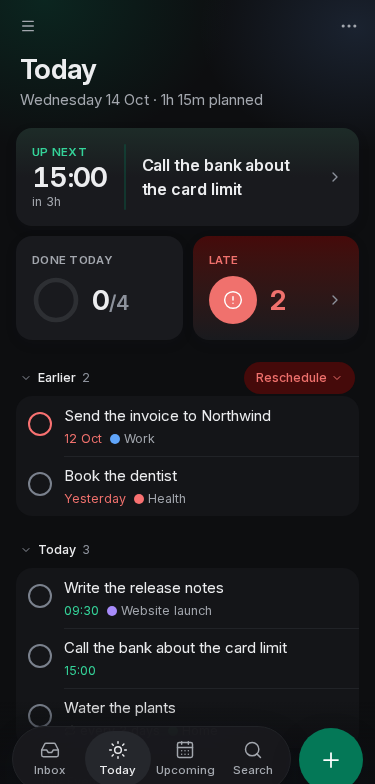 Today
Wednesday 14 Oct · 1h 15m planned
UP NEXT
15:00
in 3h
Call the bank about
the card limit
DONE TODAY
0/4
LATE
2
Earlier 2
Reschedule
Send the invoice to Northwind
12 Oct Work
Book the dentist
Yesterday Health
Today 3
Write the release notes
09:30 Website launch
Call the bank about the card limit
15:00
Water the plants
Inbox
Today
Upcoming
Search